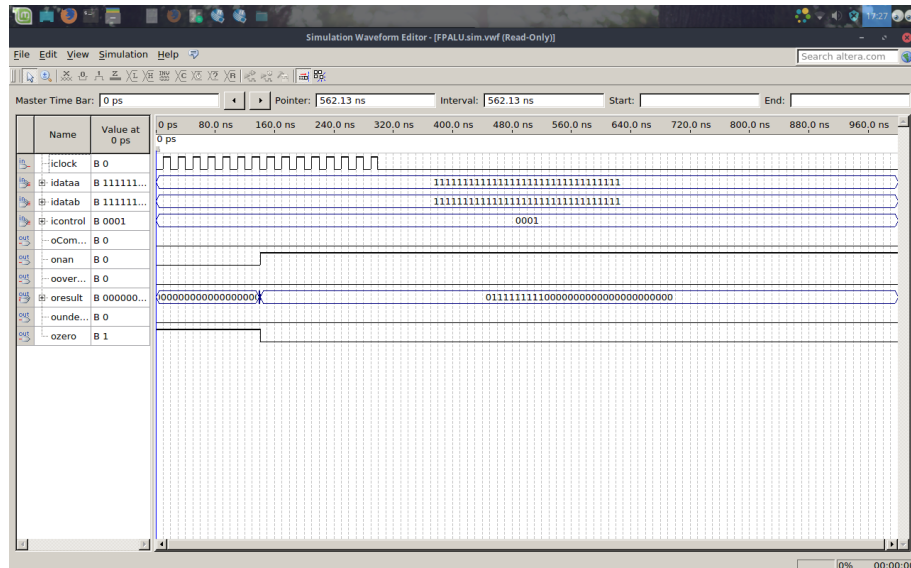 17:27
Simulation Waveform Editor - [FPALU.sim.vwf (Read-Only)]
File Edit View Simulation Help Search altera.com
Master Time Bar: 0 ps Pointer: 562.13 ns Interval: 562.13 ns Start: End:
Name Value at 0 ps 0 ps 80.0 ns 160.0 ns 240.0 ns 320.0 ns 400.0 ns 480.0 ns 560.0 ns 640.0 ns 720.0 ns 800.0 ns 880.0 ns 960.0 ns
0 ps
iclock B 0
idataa B 111111... 11111111111111111111111111111111
idatab B 111111... 11111111111111111111111111111111
icontrol B 0001 0001
oCom... B 0
onan B 0
oover... B 0
oresult B 000000... 01111111110000000000000000000000
ounde... B 0
ozero B 1
0% 00:00:0